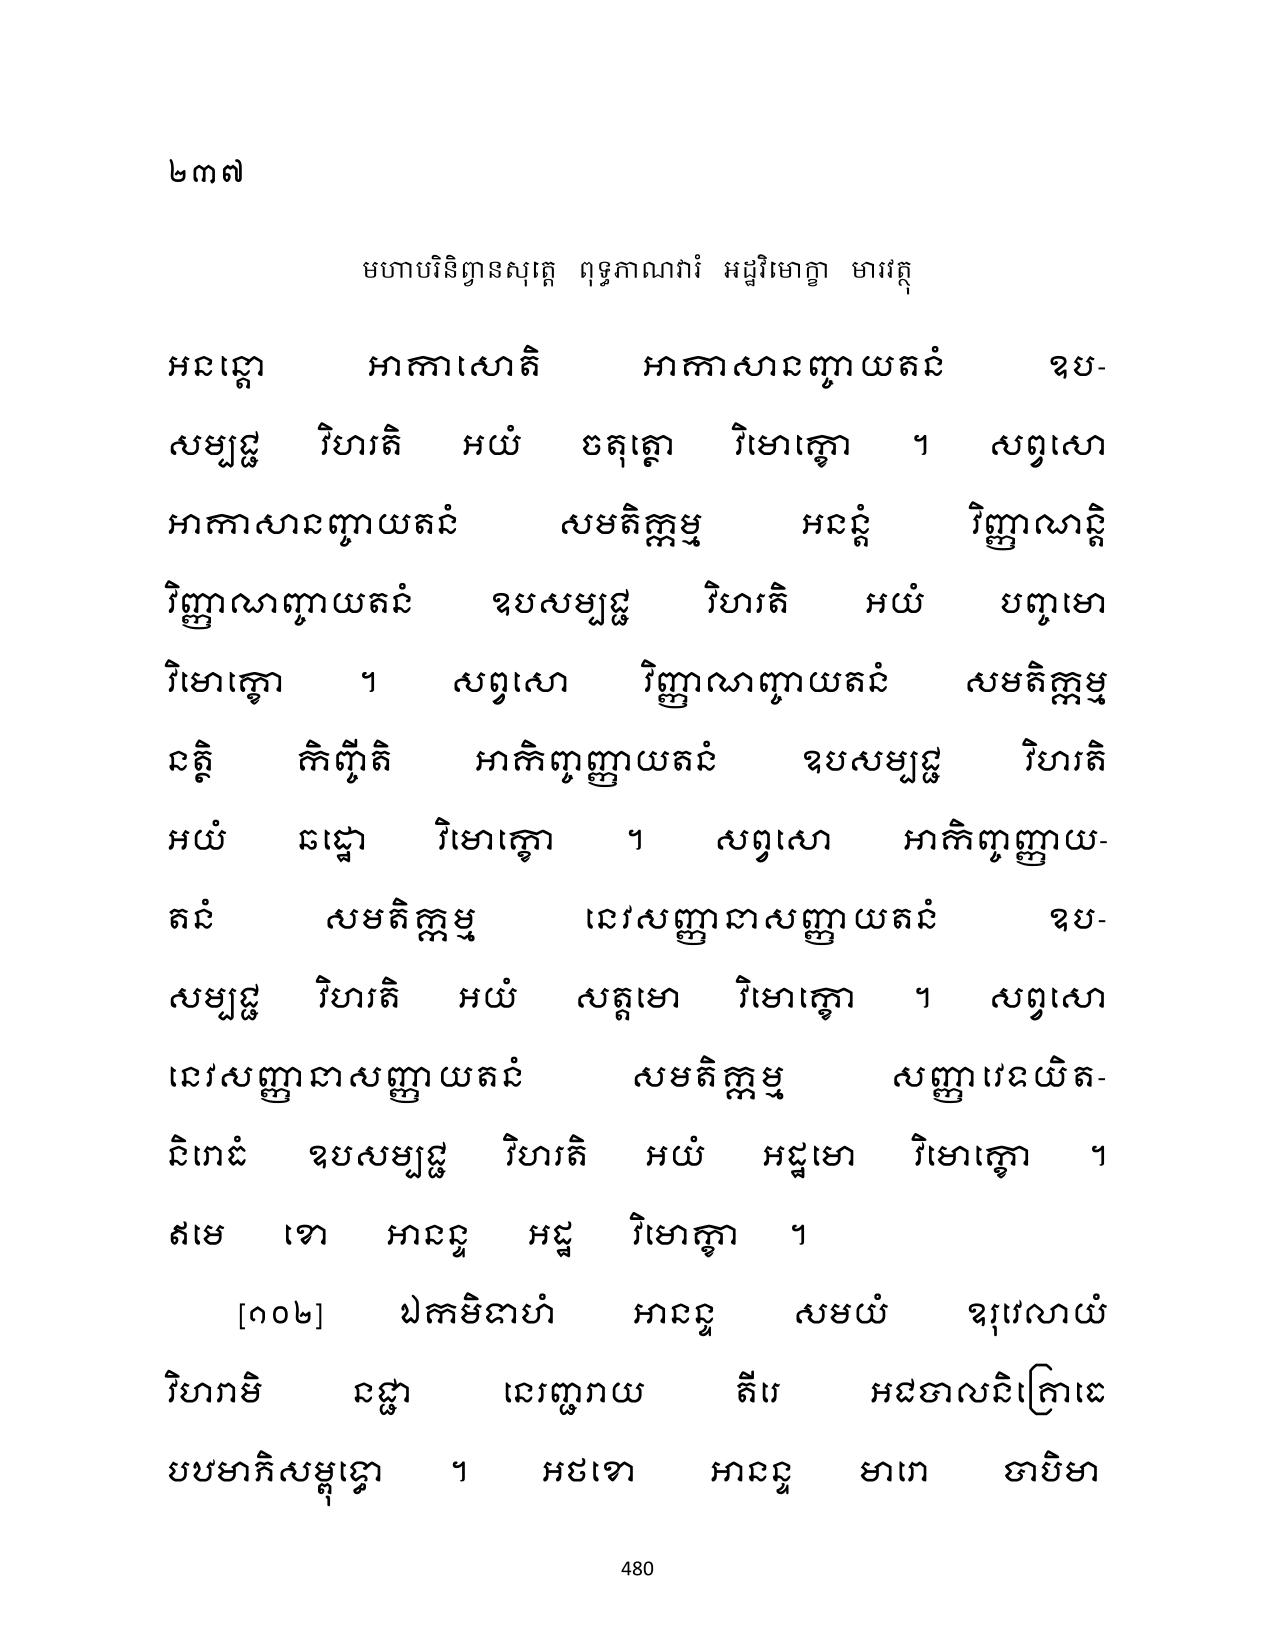 ២៣៧
មហាបរិនិព្វានសុត្តេ ពុទ្ធភាណវារំ អដ្ឋវិមោក្ខា មារវត្ថុ
អនន្តោ អាកាសោតិ អាកាសានញ្ចាយតនំ ឧប-
សម្បជ្ជ វិហរតិ អយំ ចតុត្ថោ វិមោក្ខោ ។ សព្វសោ
អាកាសានញ្ចាយតនំ សមតិក្កម្ម អនន្តំ វិញ្ញាណន្តិ
វិញ្ញាណញ្ចាយតនំ ឧបសម្បជ្ជ វិហរតិ អយំ បញ្ចមោ
វិមោក្ខោ ។ សព្វសោ វិញ្ញាណញ្ចាយតនំ សមតិក្កម្ម
នត្ថិ កិញ្ចីតិ អាកិញ្ចញ្ញាយតនំ ឧបសម្បជ្ជ វិហរតិ
អយំ ឆដ្ឋោ វិមោក្ខោ ។ សព្វសោ អាកិញ្ចញ្ញាយ-
តនំ សមតិក្កម្ម នេវសញ្ញានាសញ្ញាយតនំ ឧប-
សម្បជ្ជ វិហរតិ អយំ សត្តមោ វិមោក្ខោ ។ សព្វសោ
នេវសញ្ញានាសញ្ញាយតនំ សមតិក្កម្ម សញ្ញាវេទយិត-
និរោធំ ឧបសម្បជ្ជ វិហរតិ អយំ អដ្ឋមោ វិមោក្ខោ ។
ឥមេ ខោ អានន្ទ អដ្ឋ វិមោក្ខា ។
[១០២] ឯកមិទាហំ អានន្ទ សមយំ ឧរុវេលាយំ
វិហរាមិ នជ្ជា នេរញ្ជរាយ តីរេ អជបាលនិគ្រោធេ
បឋមាភិសម្ពុទ្ធោ ។ អថខោ អានន្ទ មារោ បាបិមា
480